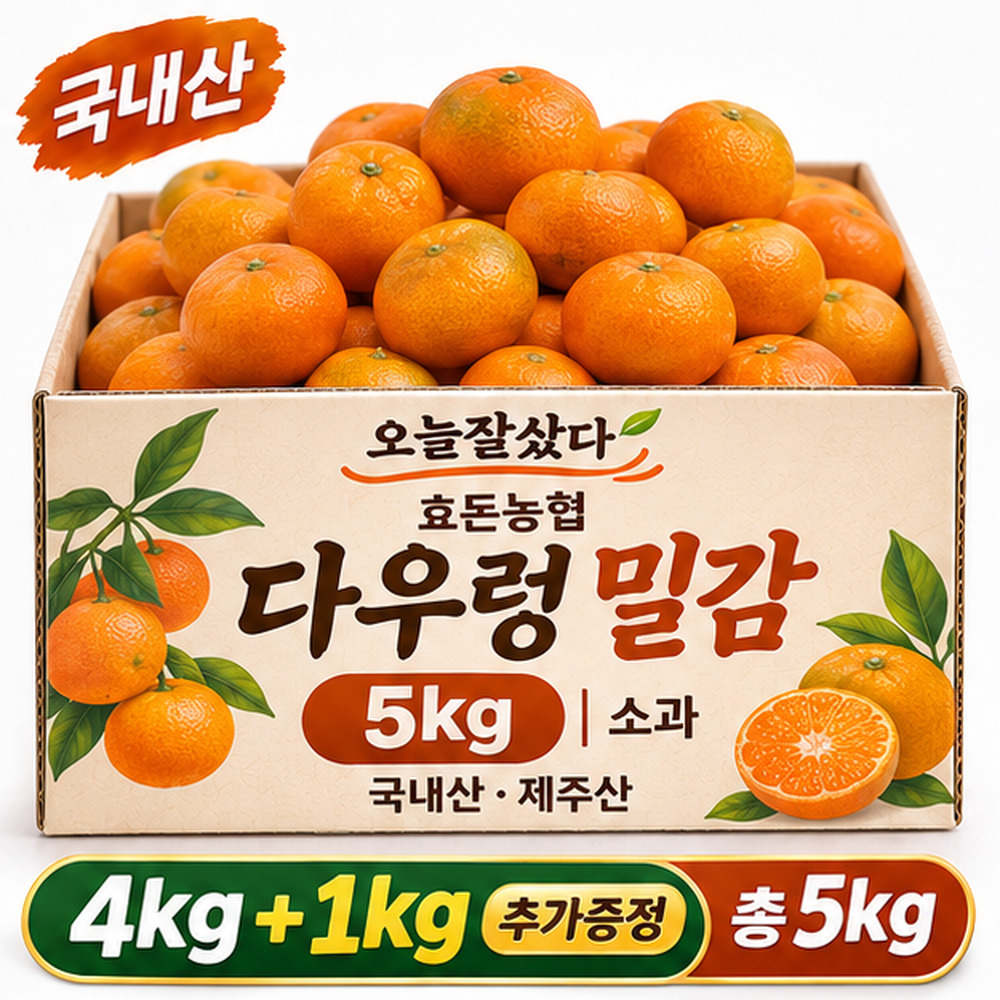 국내산
오늘잘샀다
효돈농협
다우렁 밀감
5kg | 소과
국내산 · 제주산
4kg+1kg 추가증정 총 5kg